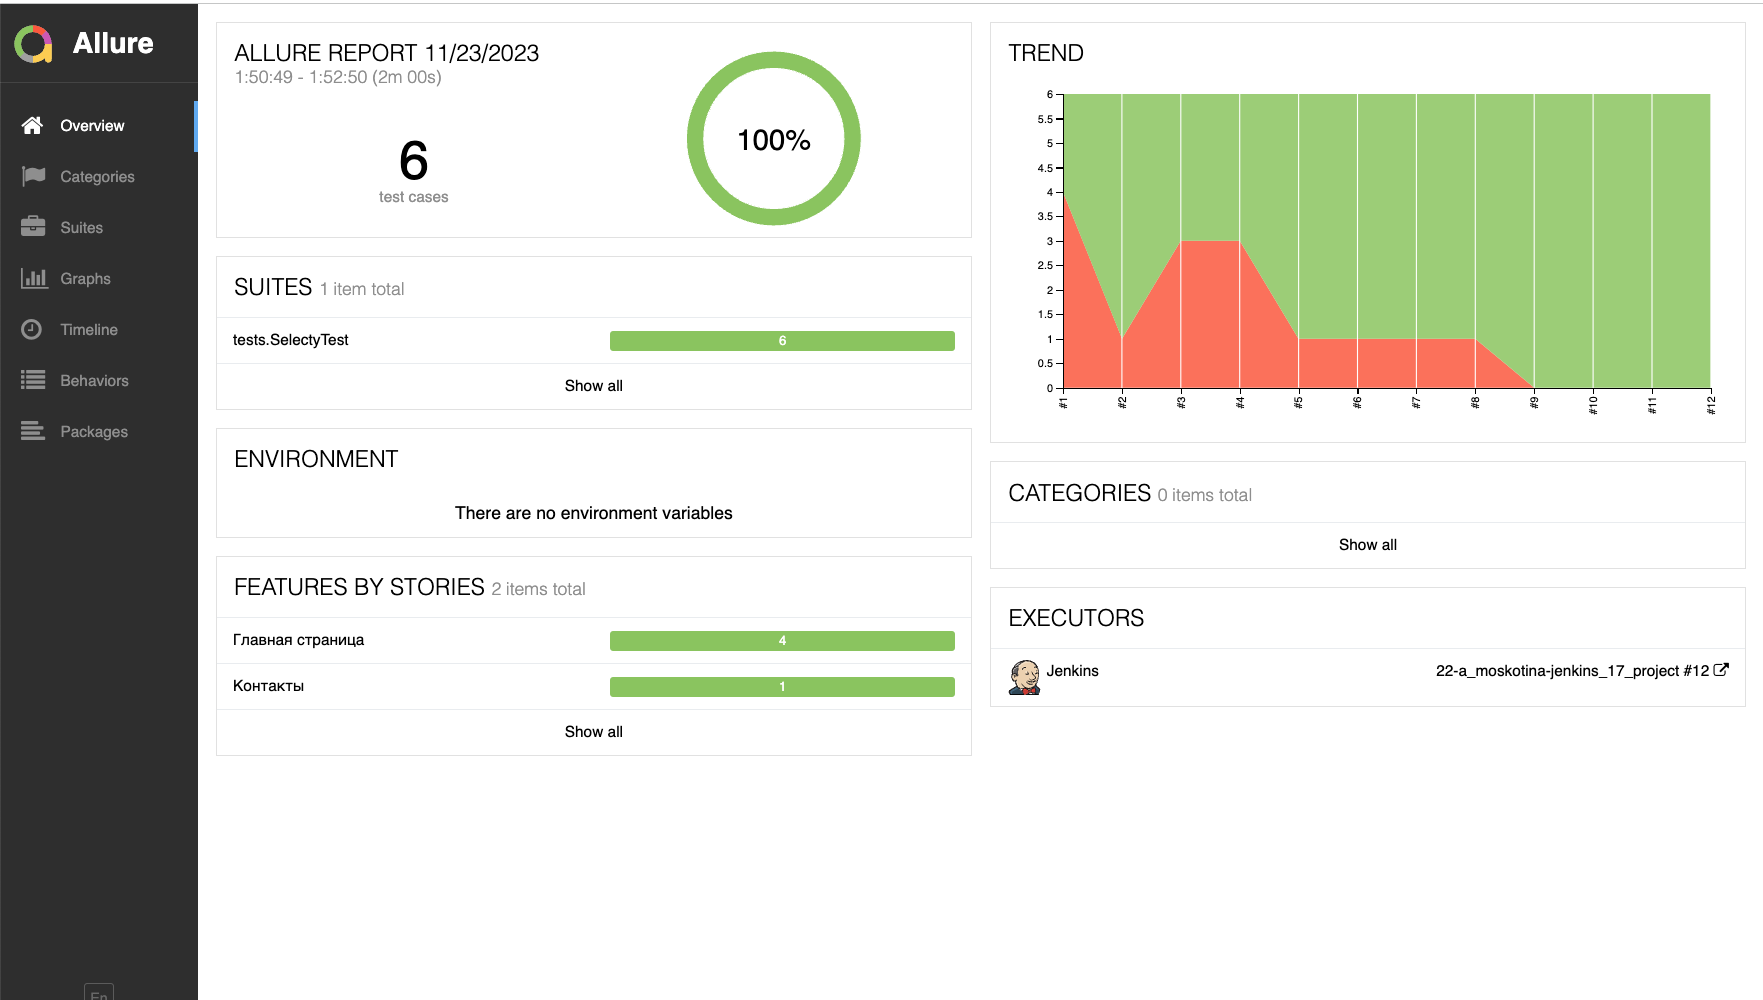 Allure
Overview
Categories
Suites
Graphs
Timeline
Behaviors
Packages
En
ALLURE REPORT 11/23/2023
1:50:49 - 1:52:50 (2m 00s)
6
test cases
100%
SUITES 1 item total
tests.SelectyTest 6
Show all
ENVIRONMENT
There are no environment variables
FEATURES BY STORIES 2 items total
Главная страница 4
Контакты 1
Show all
TREND
6
5.5
5
4.5
4
3.5
3
2.5
2
1.5
1
0.5
0
#1 #2 #3 #4 #5 #6 #7 #8 #9 #10 #11 #12
CATEGORIES 0 items total
Show all
EXECUTORS
Jenkins 22-a_moskotina-jenkins_17_project #12